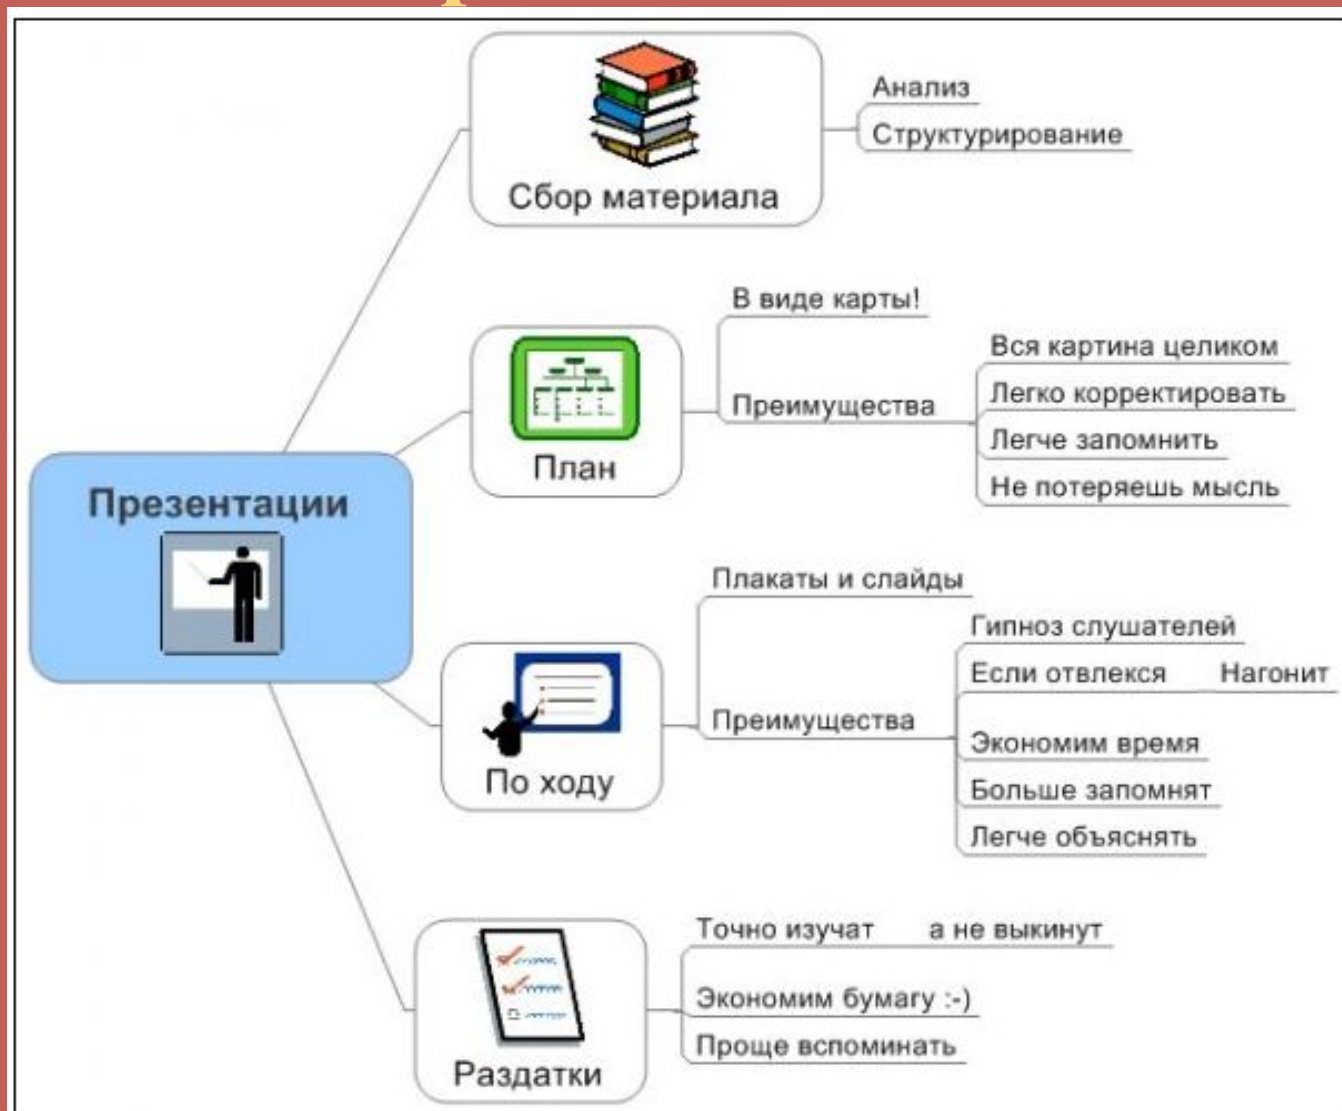 Сбор материала
Анализ
Структурирование
План
В виде карты!
Преимущества
Вся картина целиком
Легко корректировать
Легче запомнить
Не потеряешь мысль
Презентации
По ходу
Плакаты и слайды
Преимущества
Гипноз слушателей
Если отвлекся Нагонит
Экономим время
Больше запомнят
Легче объяснять
Раздатки
Точно изучат а не выкинут
Экономим бумагу :-)
Проще вспоминать